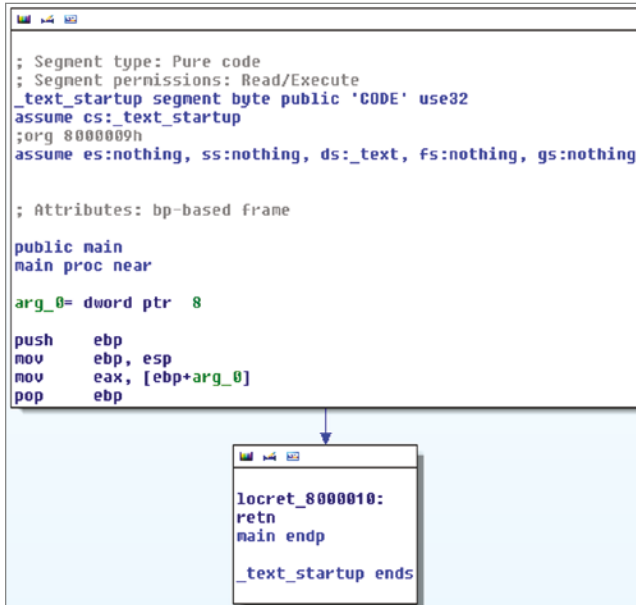 ; Segment type: Pure code
; Segment permissions: Read/Execute
_text_startup segment byte public 'CODE' use32
assume cs:_text_startup
;org 8000009h
assume es:nothing, ss:nothing, ds:_text, fs:nothing, gs:nothing
; Attributes: bp-based frame
public main
main proc near
arg_0= dword ptr  8
push    ebp
mov     ebp, esp
mov     eax, [ebp+arg_0]
pop     ebp
locret_8000010:
retn
main endp
_text_startup ends